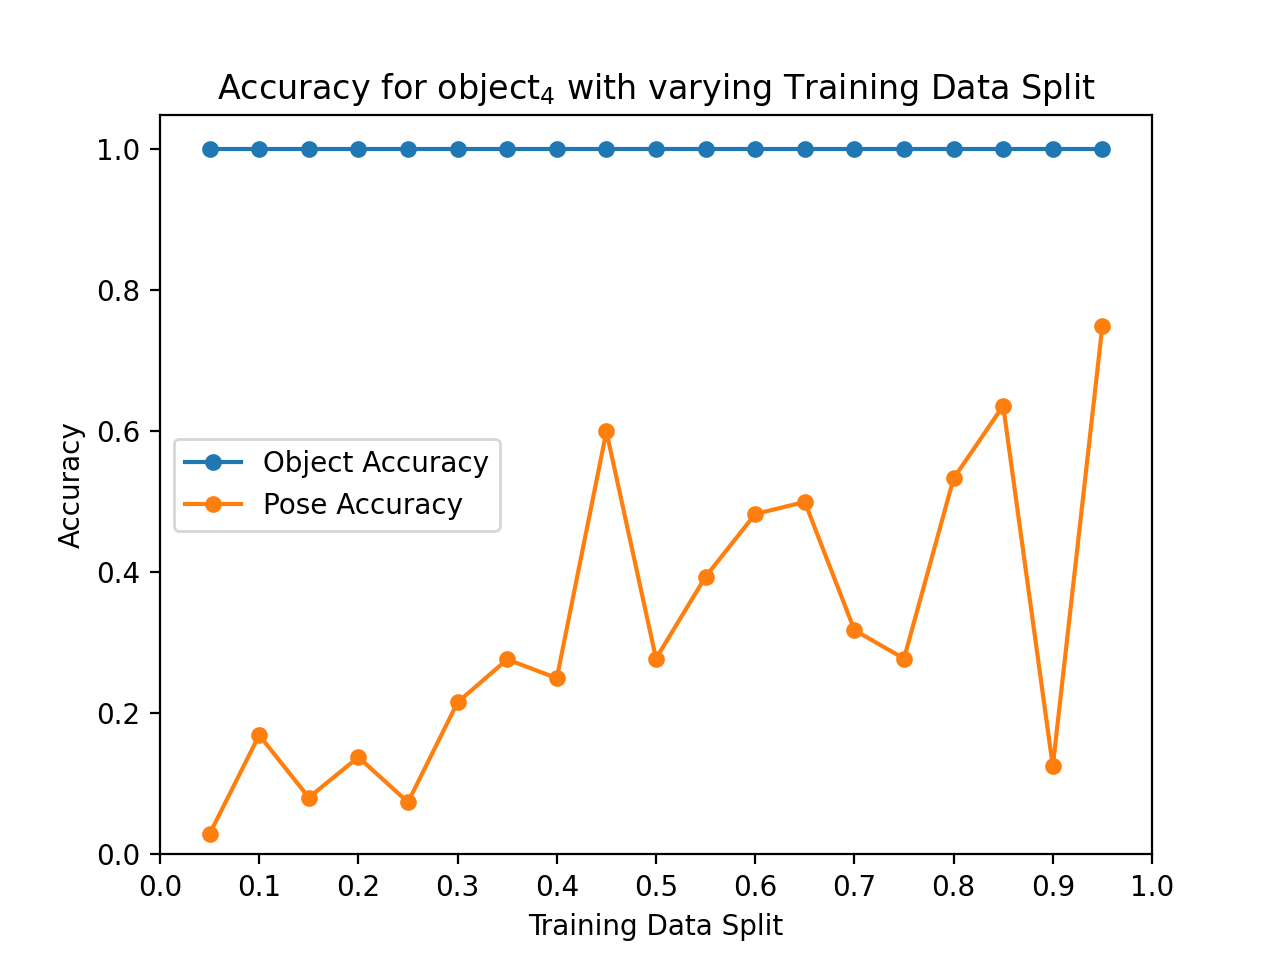 Accuracy for object₄ with varying Training Data Split
1.0
0.8
0.6
0.4
0.2
0.0
Accuracy
Object Accuracy
Pose Accuracy
0.0 0.1 0.2 0.3 0.4 0.5 0.6 0.7 0.8 0.9 1.0
Training Data Split